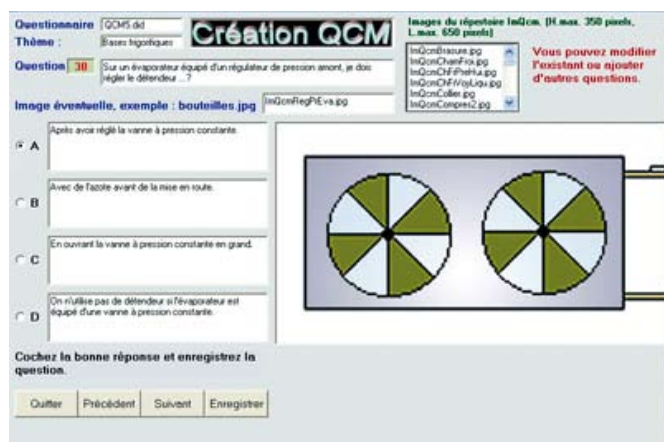 Questionnaire QCM5.did
Thème : Bases frigorifiques
Création QCM
Images du répertoire ImQcm. (H.max. 350 pixels,
L.max. 650 pixels)
Question 30
Sur un évaporateur équipé d'un régulateur de pression amont, je dois
régler le détendeur ...?
ImQcmBrasure.jpg
ImQcmChamFroi.jpg
ImQcmChFrPreHu.jpg
ImQcmChFrVoyLiqu.jpg
ImQcmCollier.jpg
ImQcmCompres2.jpg
Vous pouvez modifier
l'existant ou ajouter
d'autres questions.
Image éventuelle, exemple : bouteilles.jpg ImQcmRegPrEva.jpg
A
Après avoir réglé la vanne à pression constante.
B
Avec de l'azote avant de la mise en route.
C
En ouvrant la vanne à pression constante en grand.
D
On n'utilise pas de détendeur si l'évaporateur est
équipé d'une vanne à pression constante.
Cochez la bonne réponse et enregistrez la
question.
Quitter Précédent Suivant Enregistrer